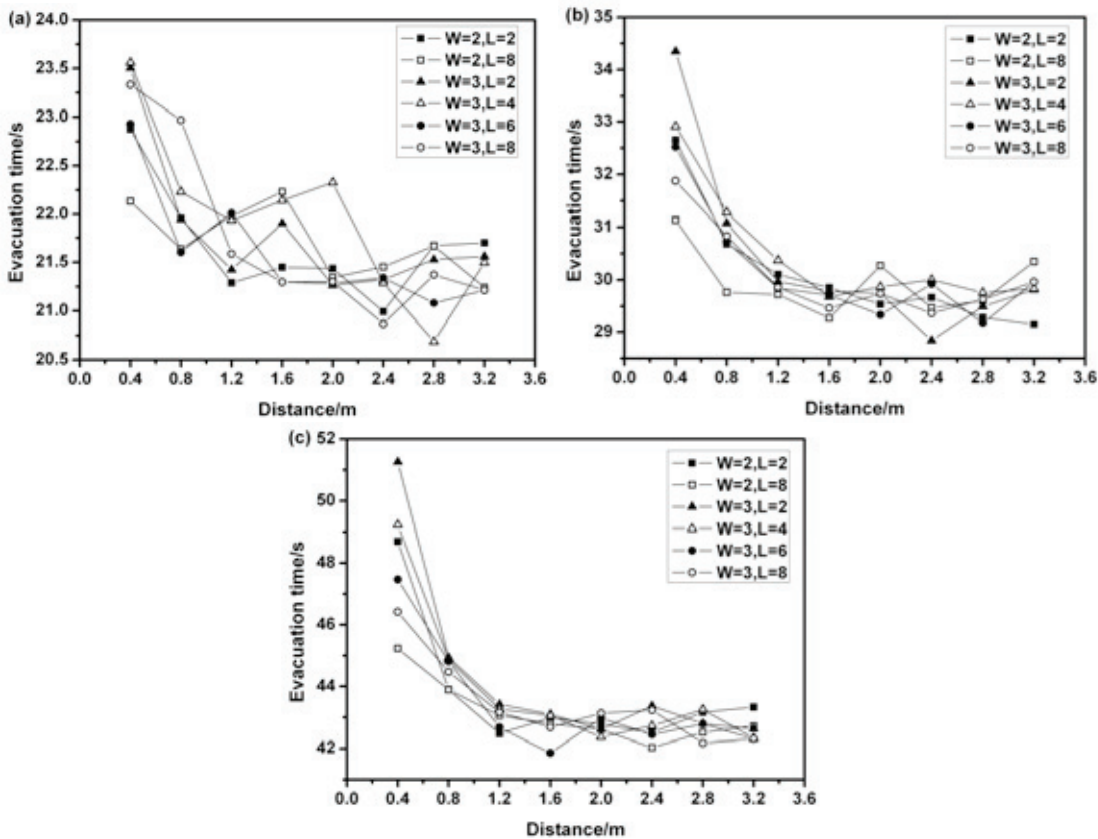 (a)
24.0
23.5
23.0
22.5
22.0
21.5
21.0
20.5
Evacuation time/s
W=2,L=2
W=2,L=8
W=3,L=2
W=3,L=4
W=3,L=6
W=3,L=8
0.0 0.4 0.8 1.2 1.6 2.0 2.4 2.8 3.2 3.6
Distance/m
(b)
35
34
33
32
31
30
29
Evacuation time/s
W=2,L=2
W=2,L=8
W=3,L=2
W=3,L=4
W=3,L=6
W=3,L=8
0.0 0.4 0.8 1.2 1.6 2.0 2.4 2.8 3.2 3.6
Distance/m
(c)
52
50
48
46
45
43
42
Evacuation time/s
W=2,L=2
W=2,L=8
W=3,L=2
W=3,L=4
W=3,L=6
W=3,L=8
0.0 0.4 0.8 1.2 1.6 2.0 2.4 2.8 3.2 3.6
Distance/m